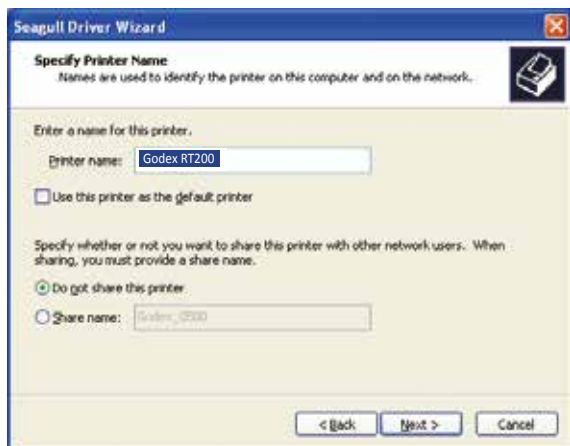 Seagull Driver Wizard
Specify Printer Name
Names are used to identify the printer on this computer and on the network.
Enter a name for this printer.
Printer name: Godex RT200
Use this printer as the default printer
Specify whether or not you want to share this printer with other network users. When
sharing, you must provide a share name.
Do not share this printer
Share name:
< Back Next > Cancel